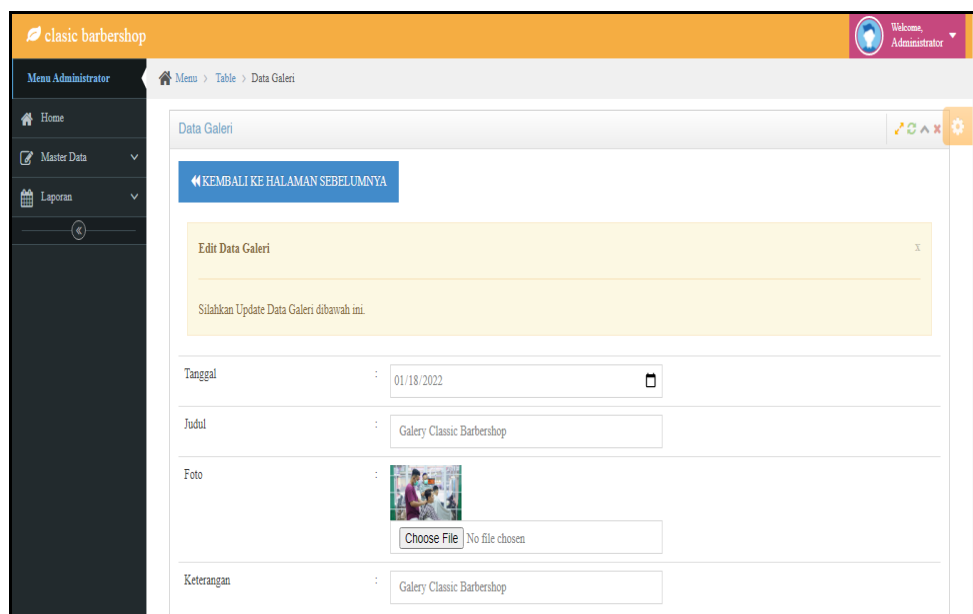 clasic barbershop
Welcome,
Administrator
Menu Administrator
Menu > Table > Data Galeri
Home
Master Data
Laporan
Data Galeri
KEMBALI KE HALAMAN SEBELUMNYA
Edit Data Galeri x
Silahkan Update Data Galeri dibawah ini.
Tanggal : 01/18/2022
Judul : Galery Classic Barbershop
Foto :
Choose File No file chosen
Keterangan : Galery Classic Barbershop